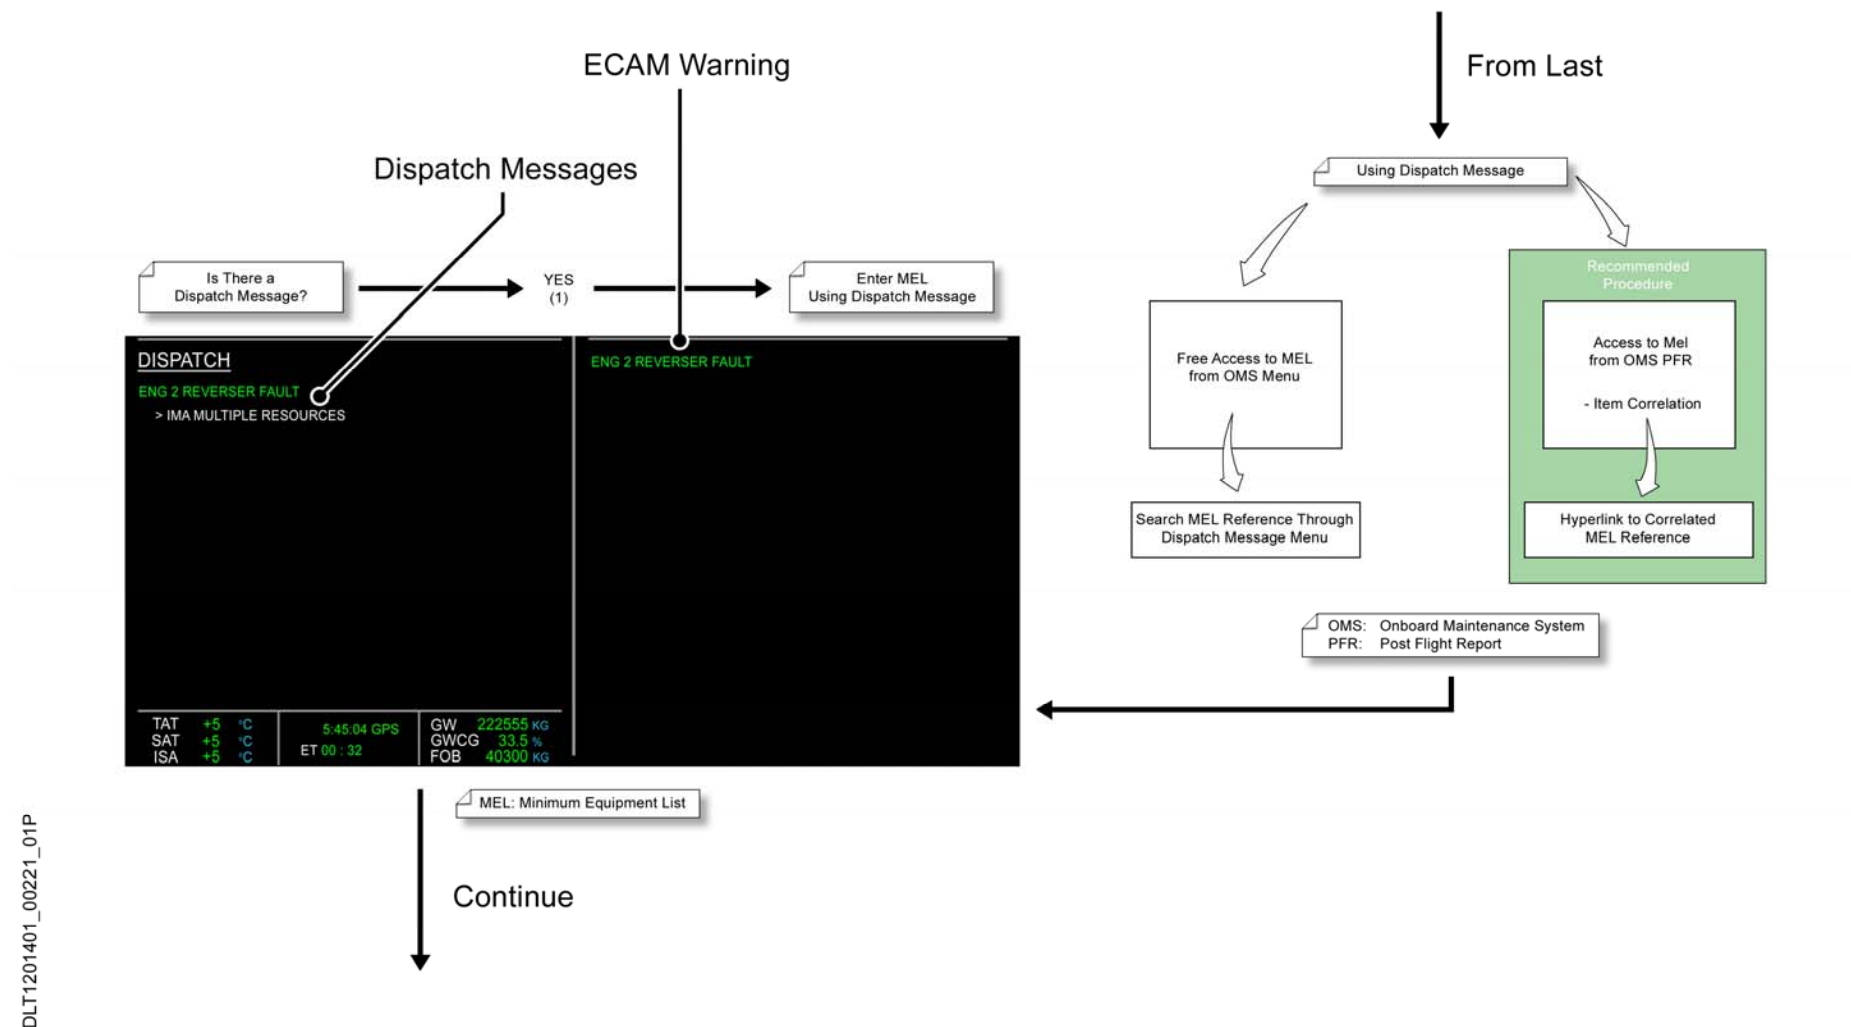 ECAM Warning
From Last
Dispatch Messages
Using Dispatch Message
Is There a
Dispatch Message?
YES
(1)
Enter MEL
Using Dispatch Message
Recommended
Procedure
DISPATCH
ENG 2 REVERSER FAULT
> IMA MULTIPLE RESOURCES
ENG 2 REVERSER FAULT
Free Access to MEL
from OMS Menu
Access to Mel
from OMS PFR
- Item Correlation
Search MEL Reference Through
Dispatch Message Menu
Hyperlink to Correlated
MEL Reference
OMS: Onboard Maintenance System
PFR: Post Flight Report
TAT +5 °C
SAT +5 °C
ISA +5 °C
5:45:04 GPS
ET 00 : 32
GW 222555 KG
GWCG 33.5 %
FOB 40300 KG
MEL: Minimum Equipment List
Continue
DLT1201401_002221_01P